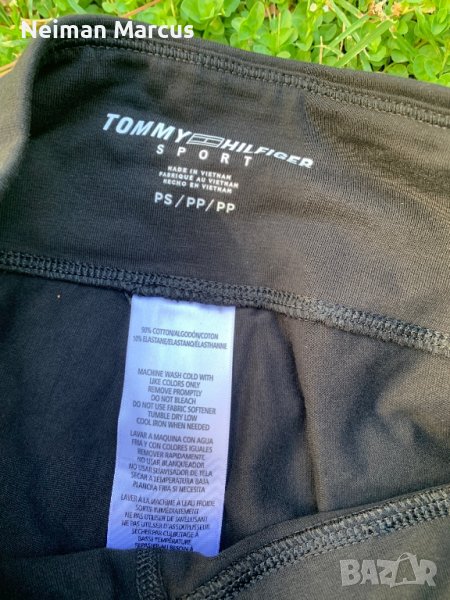 Neiman Marcus
TOMMY HILFIGER
SPORT
MADE IN VIETNAM
FABRIQUE AU VIETNAM
HECHO EN VIETNAM
PS/PP/PP
90% COTTON/ALGODÓN/COTON
10% ELASTANE/ELASTANO/ÉLASTHANNE
MACHINE WASH COLD WITH
LIKE COLORS ONLY
REMOVE PROMPTLY
DO NOT BLEACH
DO NOT USE FABRIC SOFTENER
TUMBLE DRY LOW
COOL IRON WHEN NEEDED
LAVAR A MAQUINA CON AGUA
FRIA Y CON COLORES IGUALES
REMOVER RAPIDAMENTE
NO USAR BLANQUEADOR
NO USAR SUAVISADOR DE TELA
SECAR A TEMPERATURA BAJA
PLANCHA FRIA SI NECESITA
LAVER À LA MACHINE À L'EAU FROIDE
BAZAR